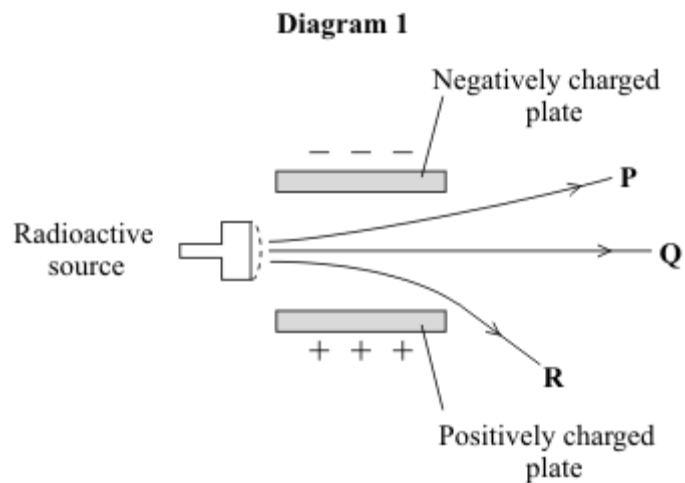 Diagram 1
Negatively charged
plate
– – –
P
Radioactive
source
Q
+ + +
R
Positively charged
plate